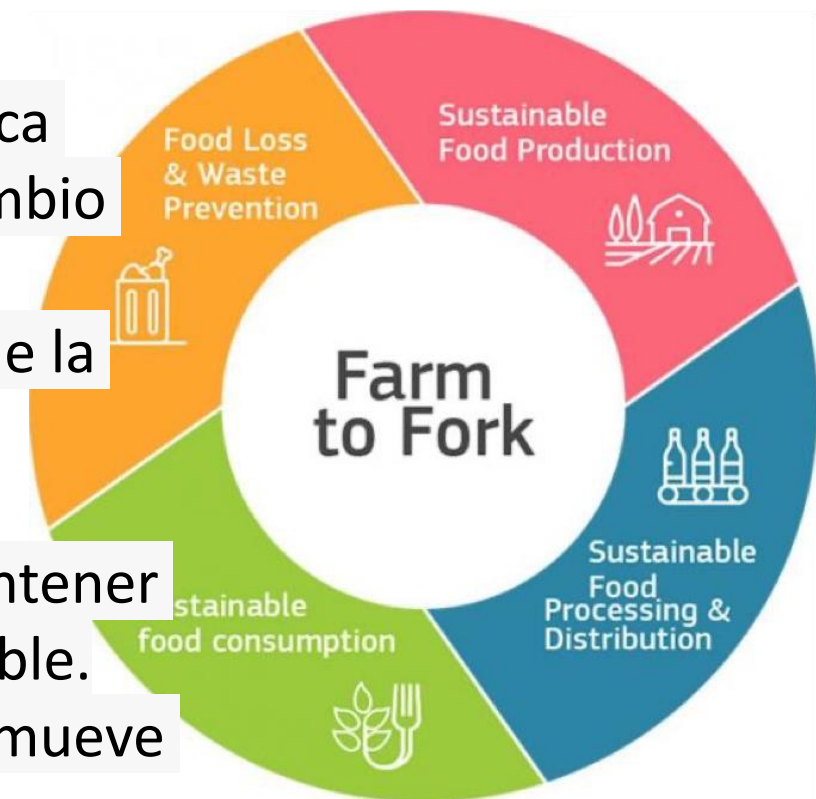 ca
mbio
e la
ntener
ble.
mueve
Food Loss
& Waste
Prevention
Sustainable
Food Production
Farm
to Fork
Sustainable
Food
Processing &
Distribution
stainable
food consumption